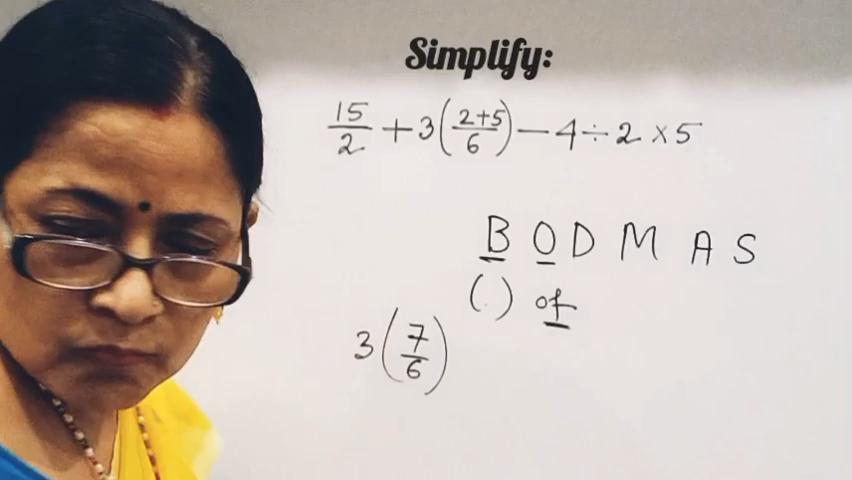 Simplify:
15/2 + 3((2+5)/6) - 4 ÷ 2 × 5
B O D M A S
(.) of
3(7/6)